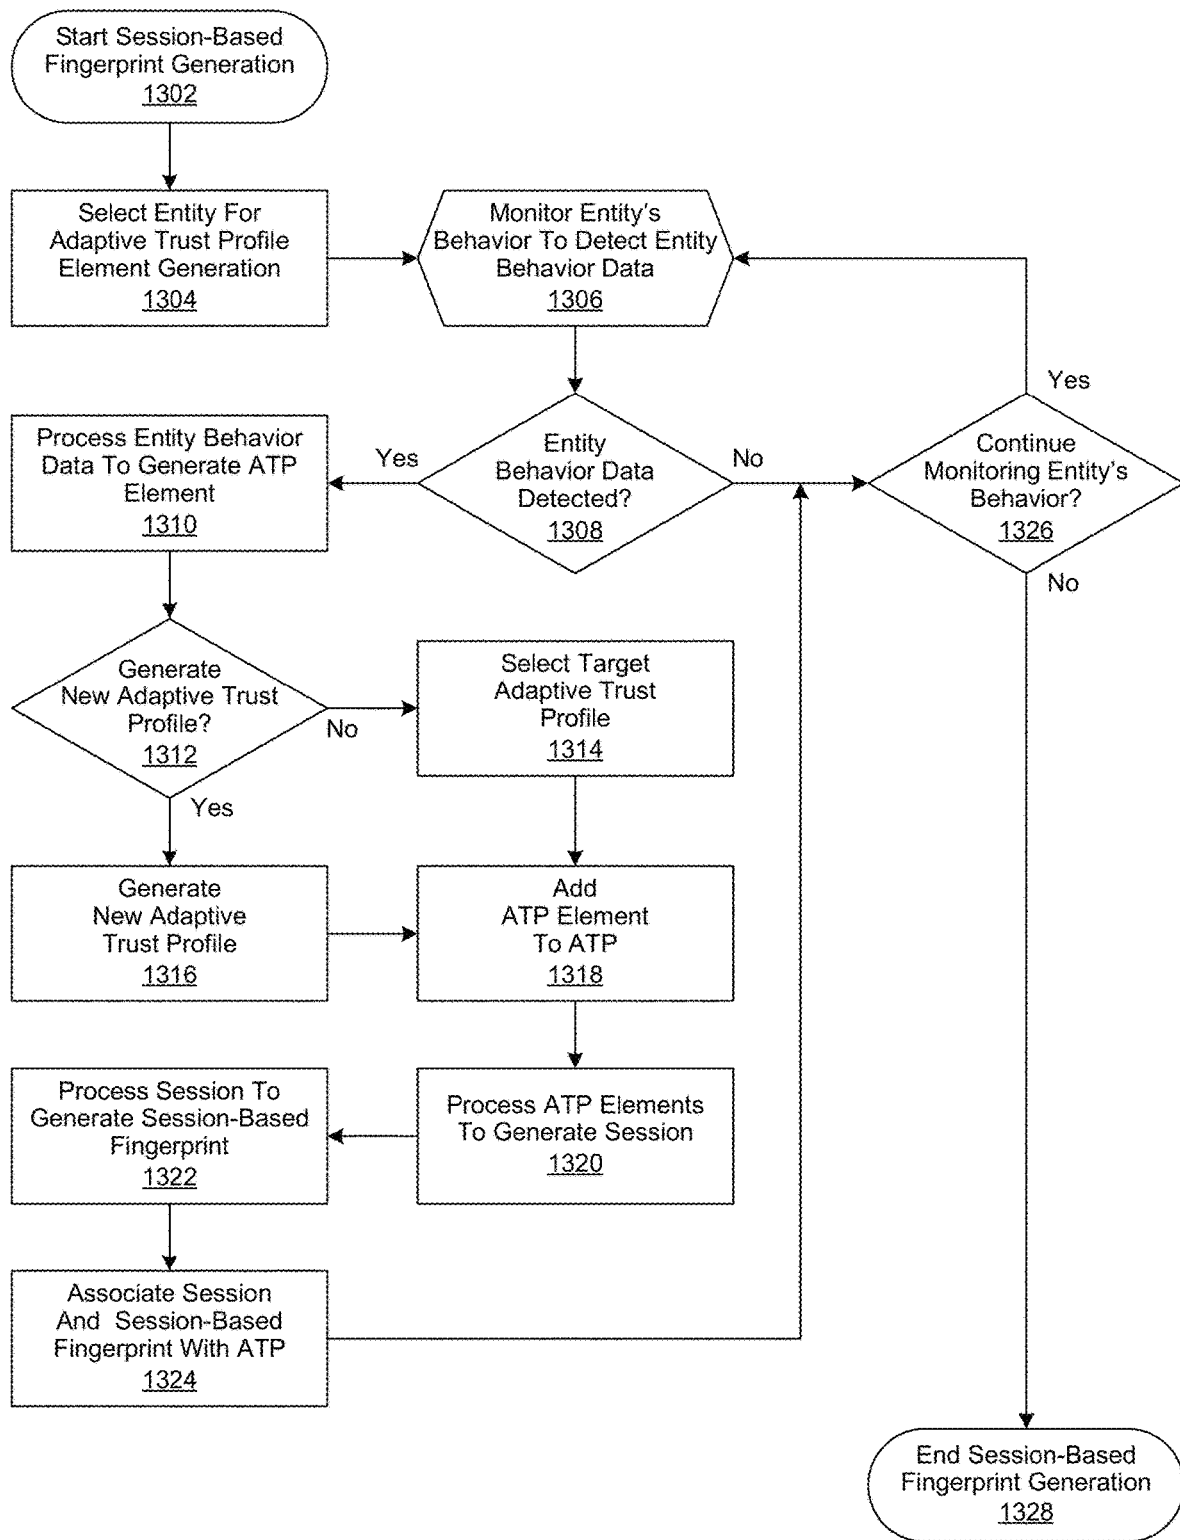 Start Session-Based
Fingerprint Generation
1302
Select Entity For
Adaptive Trust Profile
Element Generation
1304
Monitor Entity's
Behavior To Detect Entity
Behavior Data
1306
Process Entity Behavior
Data To Generate ATP
Element
1310
Yes
Entity
Behavior Data
Detected?
1308
No
Yes
Continue
Monitoring Entity's
Behavior?
1326
No
Generate
New Adaptive Trust
Profile?
1312
No
Yes
Select Target
Adaptive Trust
Profile
1314
Generate
New Adaptive
Trust Profile
1316
Add
ATP Element
To ATP
1318
Process Session To
Generate Session-Based
Fingerprint
1322
Process ATP Elements
To Generate Session
1320
Associate Session
And Session-Based
Fingerprint With ATP
1324
End Session-Based
Fingerprint Generation
1328